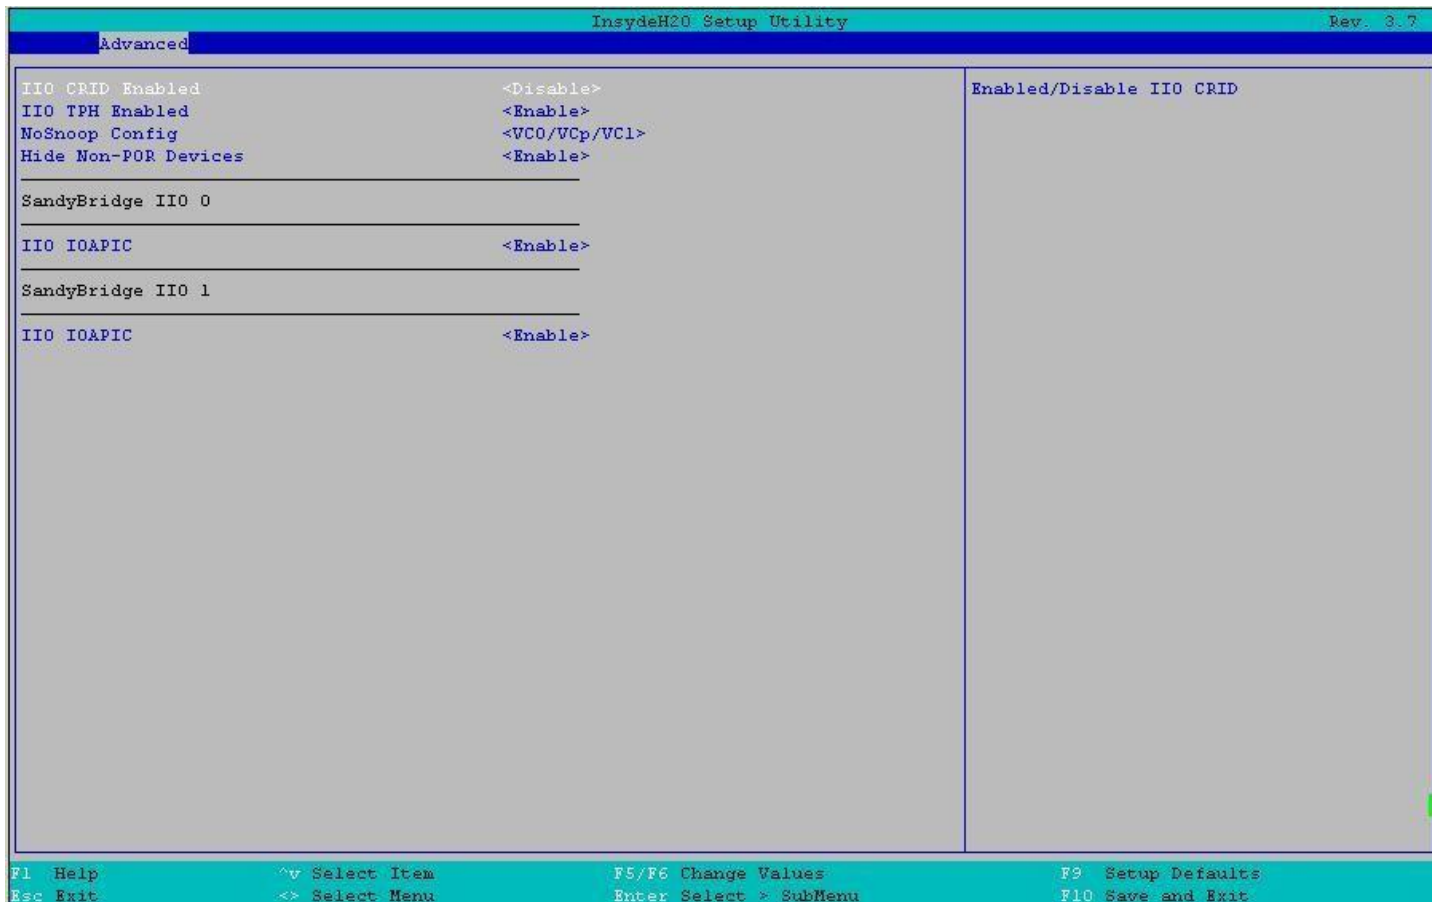 InsydeH2O Setup Utility Rev. 3.7
Advanced
IIO CRID Enabled <Disable> Enabled/Disable IIO CRID
IIO TPH Enabled <Enable>
NoSnoop Config <VC0/VCp/VC1>
Hide Non-POR Devices <Enable>
SandyBridge IIO 0
IIO IOAPIC <Enable>
SandyBridge IIO 1
IIO IOAPIC <Enable>
F1 Help ^v Select Item F5/F6 Change Values F9 Setup Defaults
Esc Exit <> Select Menu Enter Select > SubMenu F10 Save and Exit